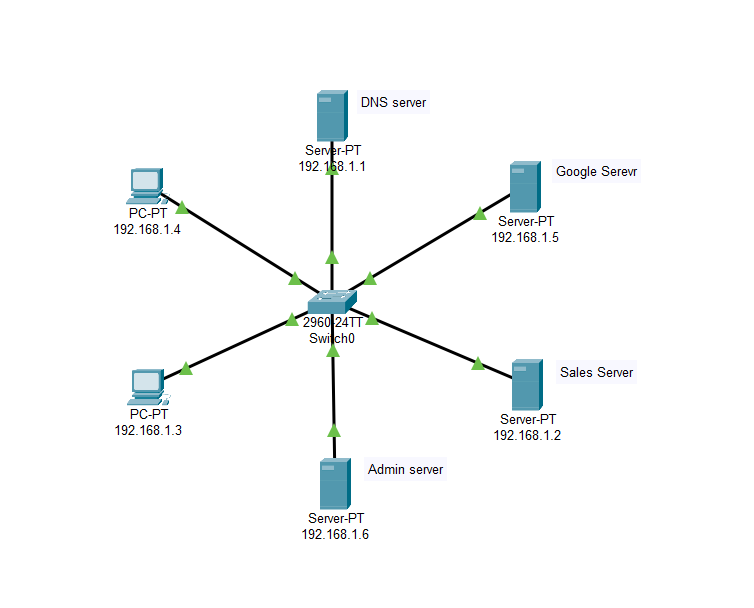 DNS server
Server-PT
192.168.1.1
Google Serevr
Server-PT
192.168.1.5
PC-PT
192.168.1.4
2960-24TT
Switch0
Sales Server
Server-PT
192.168.1.2
PC-PT
192.168.1.3
Admin server
Server-PT
192.168.1.6